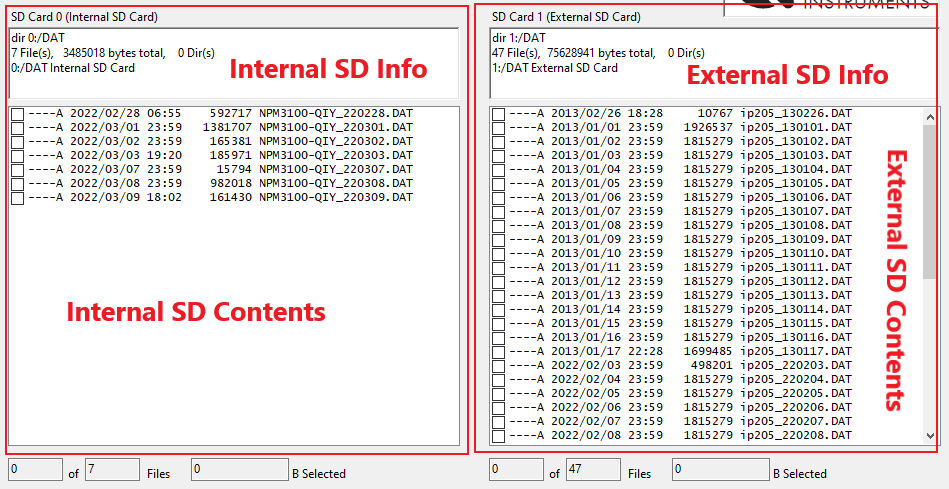 INSTRUMENTS
SD Card 0 (Internal SD Card)
dir 0:/DAT
7 File(s), 3485018 bytes total, 0 Dir(s)
0:/DAT Internal SD Card
Internal SD Info
----A 2022/02/28 06:55 592717 NPM3100-QIY_220228.DAT
----A 2022/03/01 23:59 1381707 NPM3100-QIY_220301.DAT
----A 2022/03/02 23:59 165381 NPM3100-QIY_220302.DAT
----A 2022/03/03 19:20 185971 NPM3100-QIY_220303.DAT
----A 2022/03/07 23:59 15794 NPM3100-QIY_220307.DAT
----A 2022/03/08 23:59 982018 NPM3100-QIY_220308.DAT
----A 2022/03/09 18:02 161430 NPM3100-QIY_220309.DAT
Internal SD Contents
0 of 7 Files 0 B Selected
SD Card 1 (External SD Card)
dir 1:/DAT
47 File(s), 75628941 bytes total, 0 Dir(s)
1:/DAT External SD Card
External SD Info
----A 2013/02/26 18:28 10767 ip205_130226.DAT
----A 2013/01/01 23:59 1926537 ip205_130101.DAT
----A 2013/01/02 23:59 1815279 ip205_130102.DAT
----A 2013/01/03 23:59 1815279 ip205_130103.DAT
----A 2013/01/04 23:59 1815279 ip205_130104.DAT
----A 2013/01/05 23:59 1815279 ip205_130105.DAT
----A 2013/01/06 23:59 1815279 ip205_130106.DAT
----A 2013/01/07 23:59 1815279 ip205_130107.DAT
----A 2013/01/08 23:59 1815279 ip205_130108.DAT
----A 2013/01/09 23:59 1815279 ip205_130109.DAT
----A 2013/01/10 23:59 1815279 ip205_130110.DAT
----A 2013/01/11 23:59 1815279 ip205_130111.DAT
----A 2013/01/12 23:59 1815279 ip205_130112.DAT
----A 2013/01/13 23:59 1815279 ip205_130113.DAT
----A 2013/01/14 23:59 1815279 ip205_130114.DAT
----A 2013/01/15 23:59 1815279 ip205_130115.DAT
----A 2013/01/16 23:59 1815279 ip205_130116.DAT
----A 2013/01/17 22:28 1699485 ip205_130117.DAT
----A 2022/02/03 23:59 498201 ip205_220203.DAT
----A 2022/02/04 23:59 1815279 ip205_220204.DAT
----A 2022/02/05 23:59 1815279 ip205_220205.DAT
----A 2022/02/06 23:59 1815279 ip205_220206.DAT
----A 2022/02/07 23:59 1815279 ip205_220207.DAT
----A 2022/02/08 23:59 1815279 ip205_220208.DAT
External SD Contents
0 of 47 Files 0 B Selected